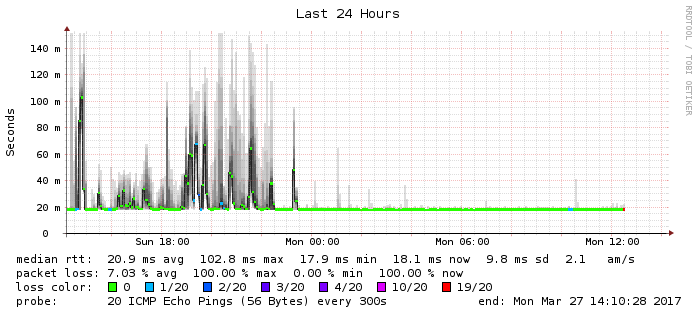 Last 24 Hours
RRDTOOL / TOBI OETIKER
Seconds
140 m
120 m
100 m
80 m
60 m
40 m
20 m
0
Sun 18:00 Mon 00:00 Mon 06:00 Mon 12:00
median rtt: 20.9 ms avg 102.8 ms max 17.9 ms min 18.1 ms now 9.8 ms sd 2.1 am/s
packet loss: 7.03 % avg 100.00 % max 0.00 % min 100.00 % now
loss color: 0 1/20 2/20 3/20 4/20 10/20 19/20
probe: 20 ICMP Echo Pings (56 Bytes) every 300s end: Mon Mar 27 14:10:28 2017